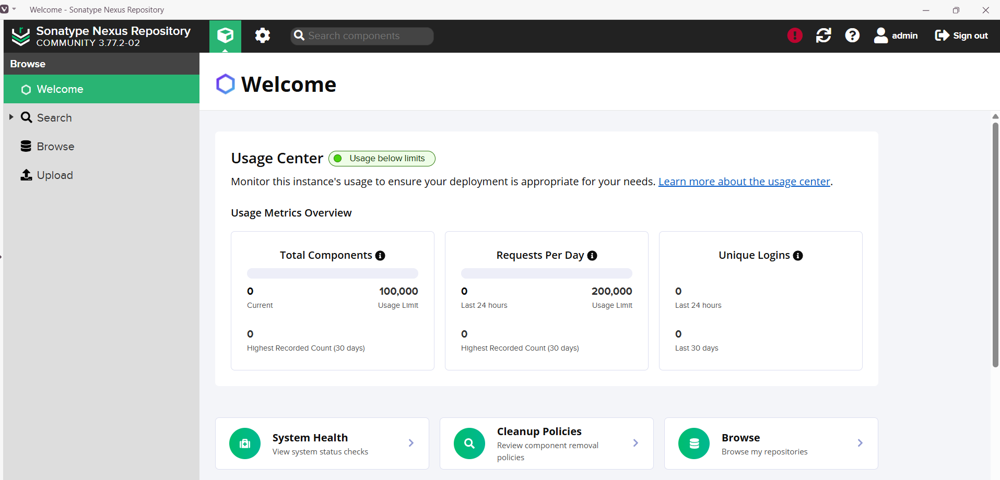 Welcome - Sonatype Nexus Repository
Sonatype Nexus Repository
COMMUNITY 3.77.2-02
Search components
admin
Sign out
Browse
Welcome
Search
Browse
Upload
Welcome
Usage Center
Usage below limits
Monitor this instance's usage to ensure your deployment is appropriate for your needs. Learn more about the usage center.
Usage Metrics Overview
Total Components
0
100,000
Current
Usage Limit
0
Highest Recorded Count (30 days)
Requests Per Day
0
200,000
Last 24 hours
Usage Limit
0
Highest Recorded Count (30 days)
Unique Logins
0
Last 24 hours
0
Last 30 days
System Health
View system status checks
Cleanup Policies
Review component removal
policies
Browse
Browse my repositories